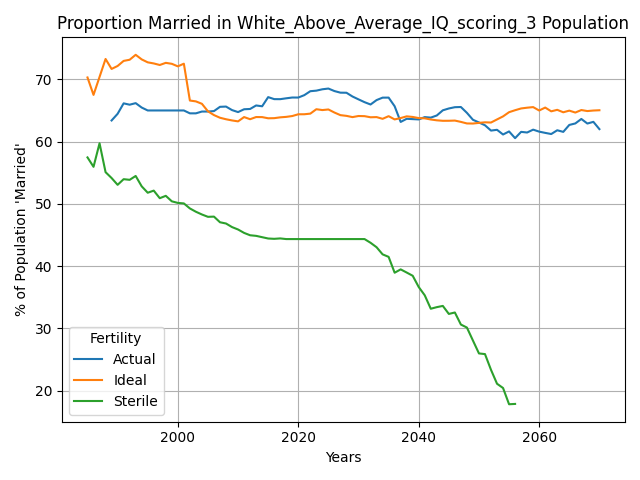 Proportion Married in White_Above_Average_IQ_scoring_3 Population
% of Population 'Married'
70
60
50
40
30
20
Fertility
Actual
Ideal
Sterile
2000
2020
2040
2060
Years